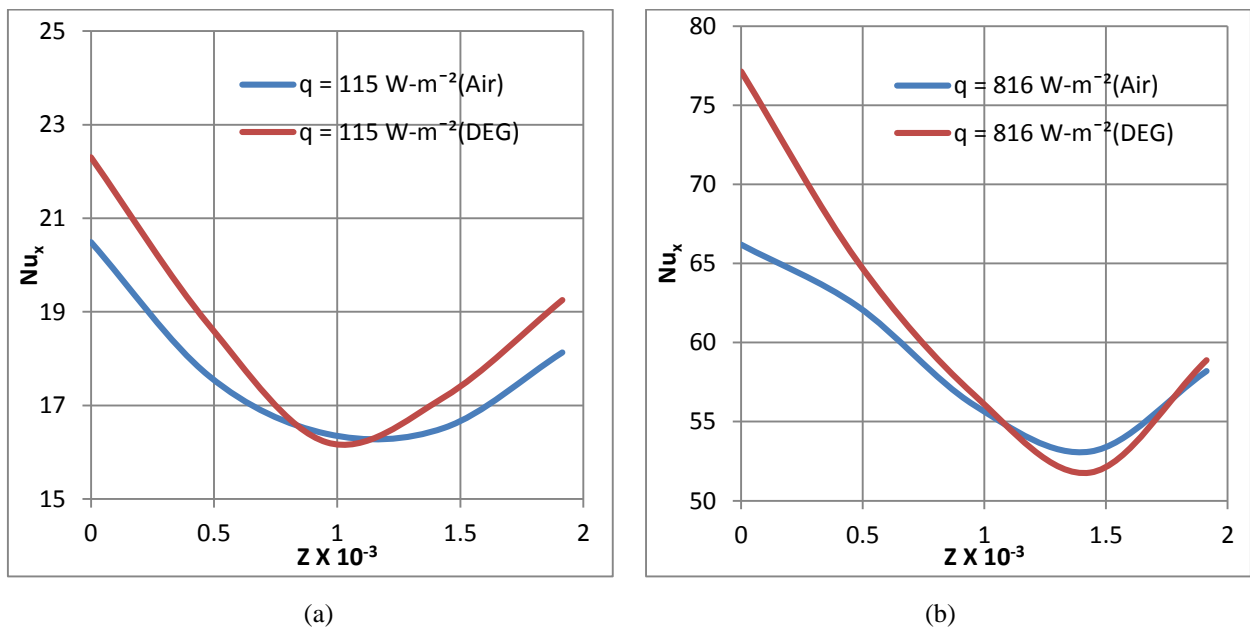 25
23
21
19
17
15
Nuₓ
q = 115 W-m⁻²(Air)
q = 115 W-m⁻²(DEG)
0
0.5
1
1.5
2
Z X 10⁻³
(a)
80
75
70
65
60
55
50
Nuₓ
q = 816 W-m⁻²(Air)
q = 816 W-m⁻²(DEG)
0
0.5
1
1.5
2
Z X 10⁻³
(b)